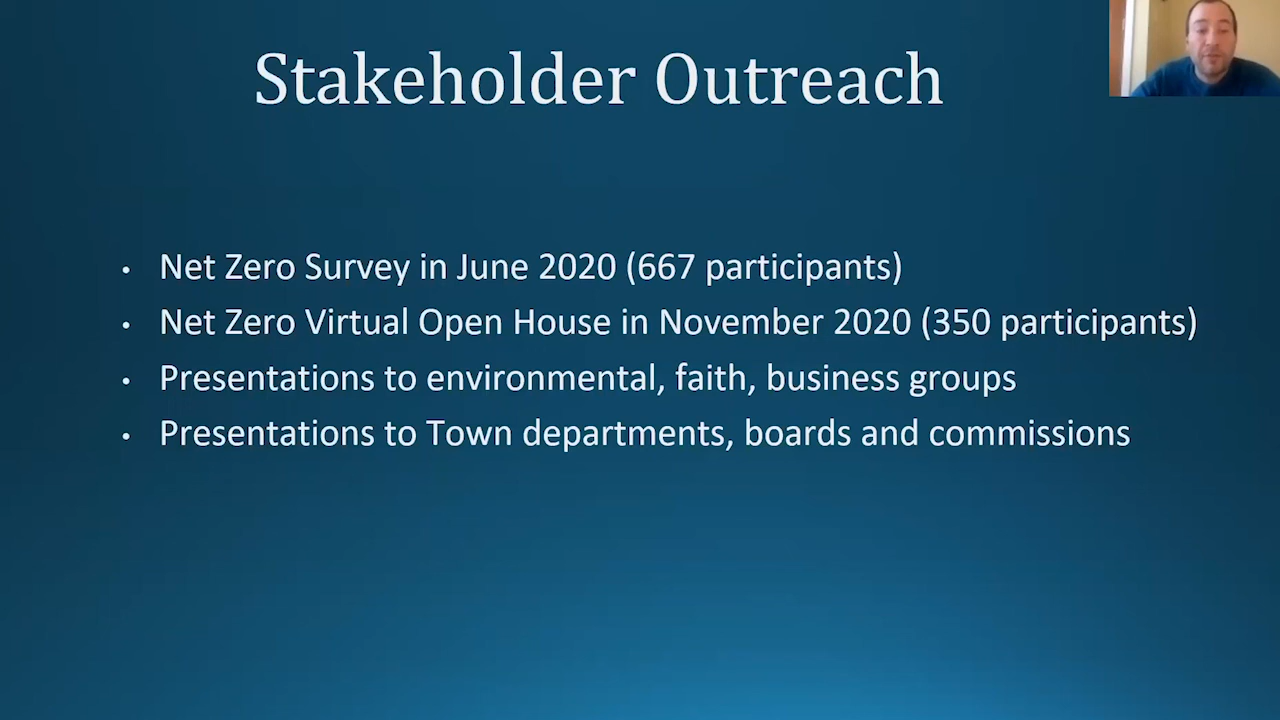 Stakeholder Outreach
• Net Zero Survey in June 2020 (667 participants)
• Net Zero Virtual Open House in November 2020 (350 participants)
• Presentations to environmental, faith, business groups
• Presentations to Town departments, boards and commissions